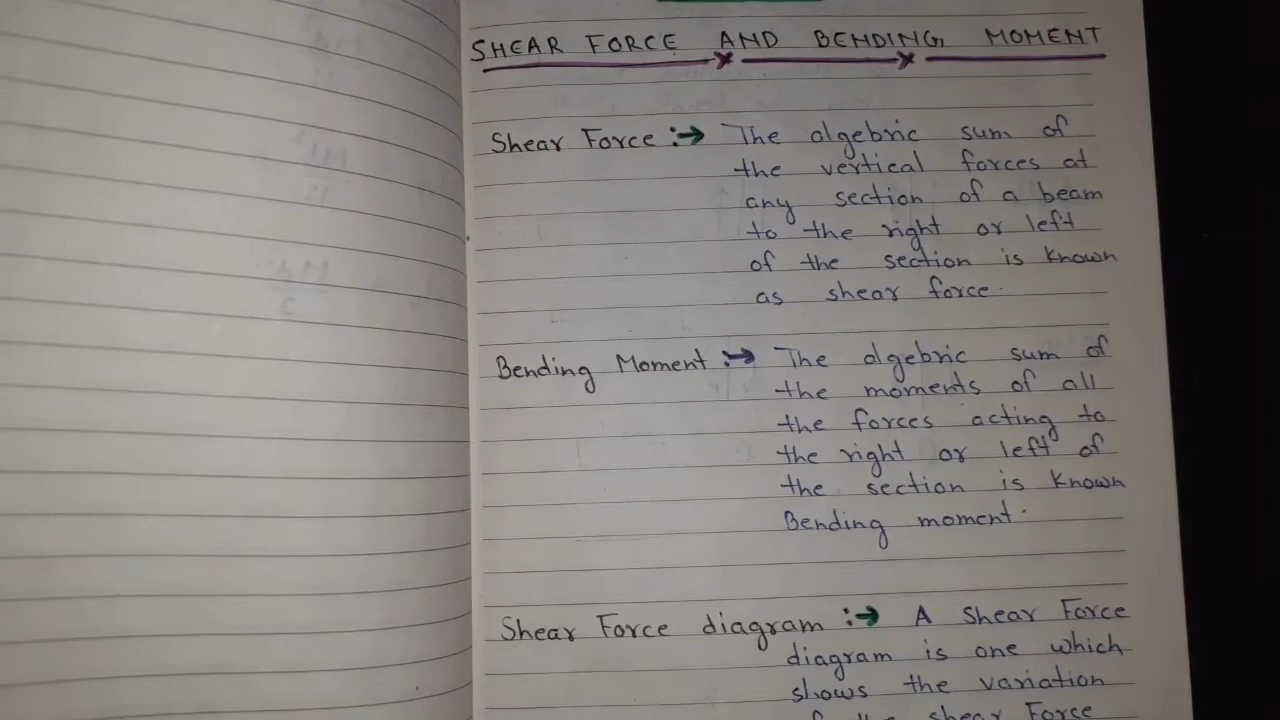 SHEAR FORCE AND BENDING MOMENT
Shear Force :→ The algebric sum of
the vertical forces at
any section of a beam
to the right or left
of the section is known
as shear force.
Bending Moment :→ The algebric sum of
the moments of all
the forces acting to
the right or left of
the section is known
Bending moment.
Shear Force diagram :→ A Shear Force
diagram is one which
shows the variation
shear Force